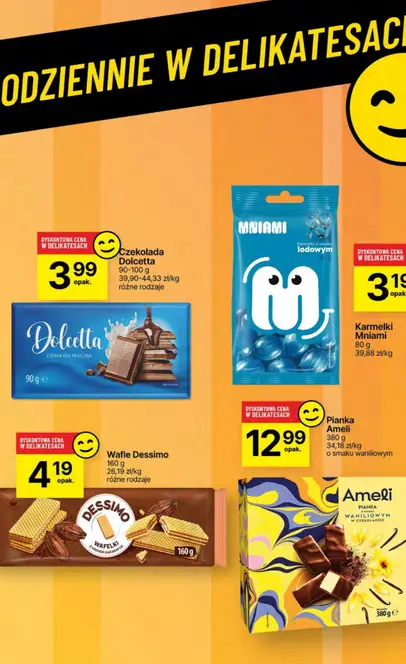 ODZIENNIE W DELIKATESAC
DYSKONTOWA CENA
W DELIKATESACH
3 99
opak.
Czekolada
Dolcetta
90-100 g
39,90-44,33 zł/kg
różne rodzaje
Dolcetta
CZEKOLADA MLECZNA
90 g e
MNIAMI
lodowym
DYSKONTOWA CENA
W DELIKATESACH
3 19
opak.
Karmelki
Mniami
80 g
39,88 zł/kg
DYSKONTOWA CENA
W DELIKATESACH
12 99
opak.
Pianka
Ameli
380 g
34,18 zł/kg
o smaku waniliowym
DYSKONTOWA CENA
W DELIKATESACH
4 19
opak.
Wafle Dessimo
160 g
26,19 zł/kg
różne rodzaje
DESSIMO
WAFELKI
Z KREMEM KAKAOWYM
160 g
Ameli
PIANKA
O SMAKU
WANILIOWYM
W CZEKOLADZIE
380 g e